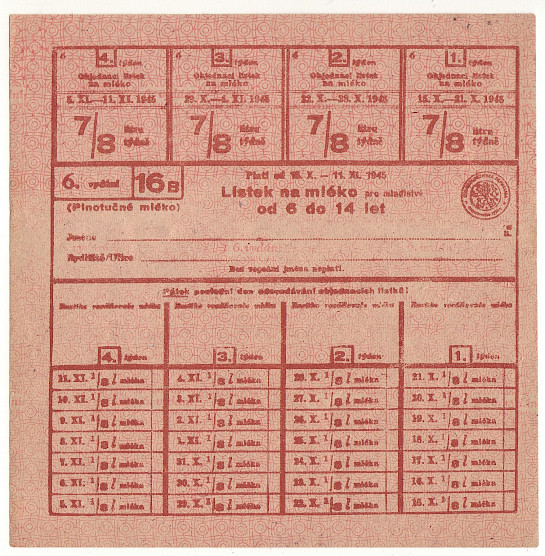 6 4. týden
Objednací lístek
na mléko
5. XI.—11. XI. 1945
7/8 litru
týdně
6 3. týden
Objednací lístek
na mléko
29. X.—4. XI. 1945
7/8 litru
týdně
6 2. týden
Objednací lístek
na mléko
22. X.—28. X. 1945
7/8 litru
týdně
6 1. týden
Objednací lístek
na mléko
15. X.—21. X. 1945
7/8 litru
týdně
6. vydání 16 B
(Plnotučné mléko)
Platí od 15. X. — 11. XI. 1945
Lístek na mléko pro mladistvé
od 6 do 14 let
Jméno
Bydliště/Ulice
Bez vepsání jména neplatí.
Pátek poslední den odevzdávání objednacích lístků!
Razítko rozdělovače mléka
Razítko rozdělovače mléka
Razítko rozdělovače mléka
Razítko rozdělovače mléka
4. týden 3. týden 2. týden 1. týden
11. XI. 1/8 l mléka 4. XI. 1/8 l mléka 28. X. 1/8 l mléka 21. X. 1/8 l mléka
10. XI. 1/8 l mléka 3. XI. 1/8 l mléka 27. X. 1/8 l mléka 20. X. 1/8 l mléka
9. XI. 1/8 l mléka 2. XI. 1/8 l mléka 26. X. 1/8 l mléka 19. X. 1/8 l mléka
8. XI. 1/8 l mléka 1. XI. 1/8 l mléka 25. X. 1/8 l mléka 18. X. 1/8 l mléka
7. XI. 1/8 l mléka 31. X. 1/8 l mléka 24. X. 1/8 l mléka 17. X. 1/8 l mléka
6. XI. 1/8 l mléka 30. X. 1/8 l mléka 23. X. 1/8 l mléka 16. X. 1/8 l mléka
5. XI. 1/8 l mléka 29. X. 1/8 l mléka 22. X. 1/8 l mléka 15. X. 1/8 l mléka